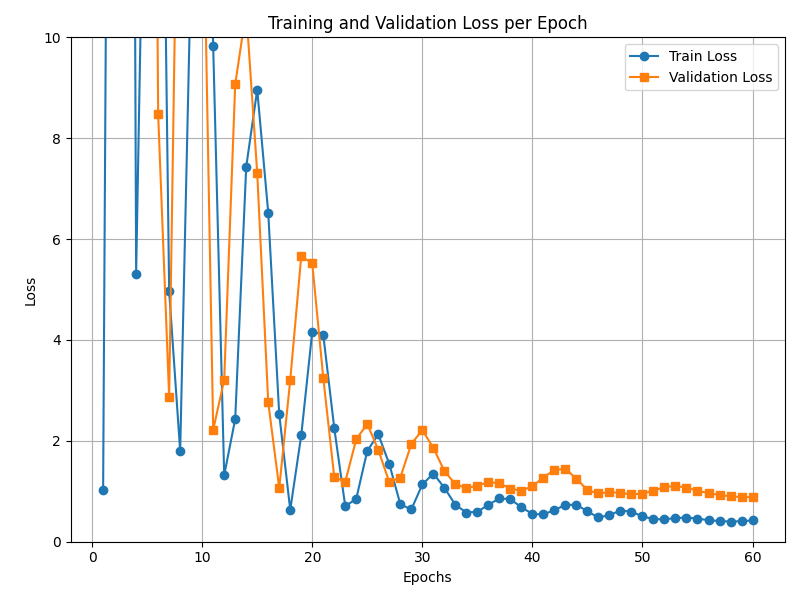 Training and Validation Loss per Epoch
Train Loss
Validation Loss
10
8
6
4
2
0
Loss
0 10 20 30 40 50 60
Epochs